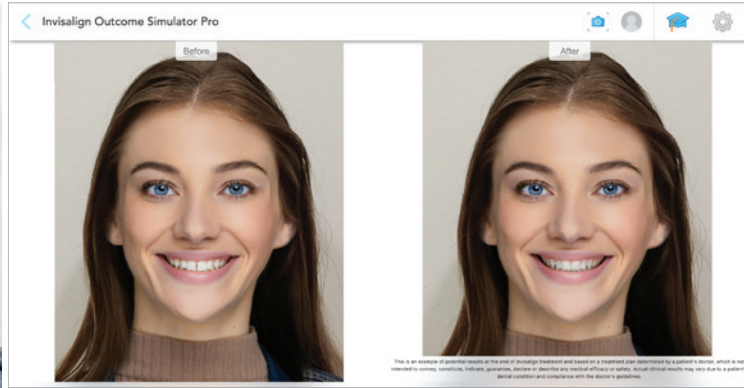 Invisalign Outcome Simulator Pro
Before
After
This is an example of potential results at the end of Invisalign treatment and based on a treatment plan determined by a patient's doctor, which is not
intended to convey, constitute, indicate, guarantee, declare or describe any medical efficacy or safety. Actual clinical results may vary due to a patient's
dental condition and compliance with the doctor's guidelines.